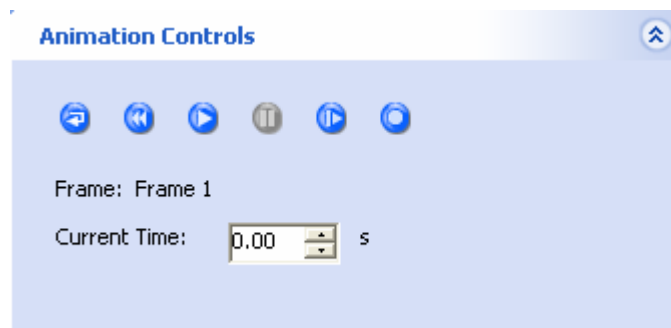 Animation Controls
Frame: Frame 1
Current Time: 0.00 s